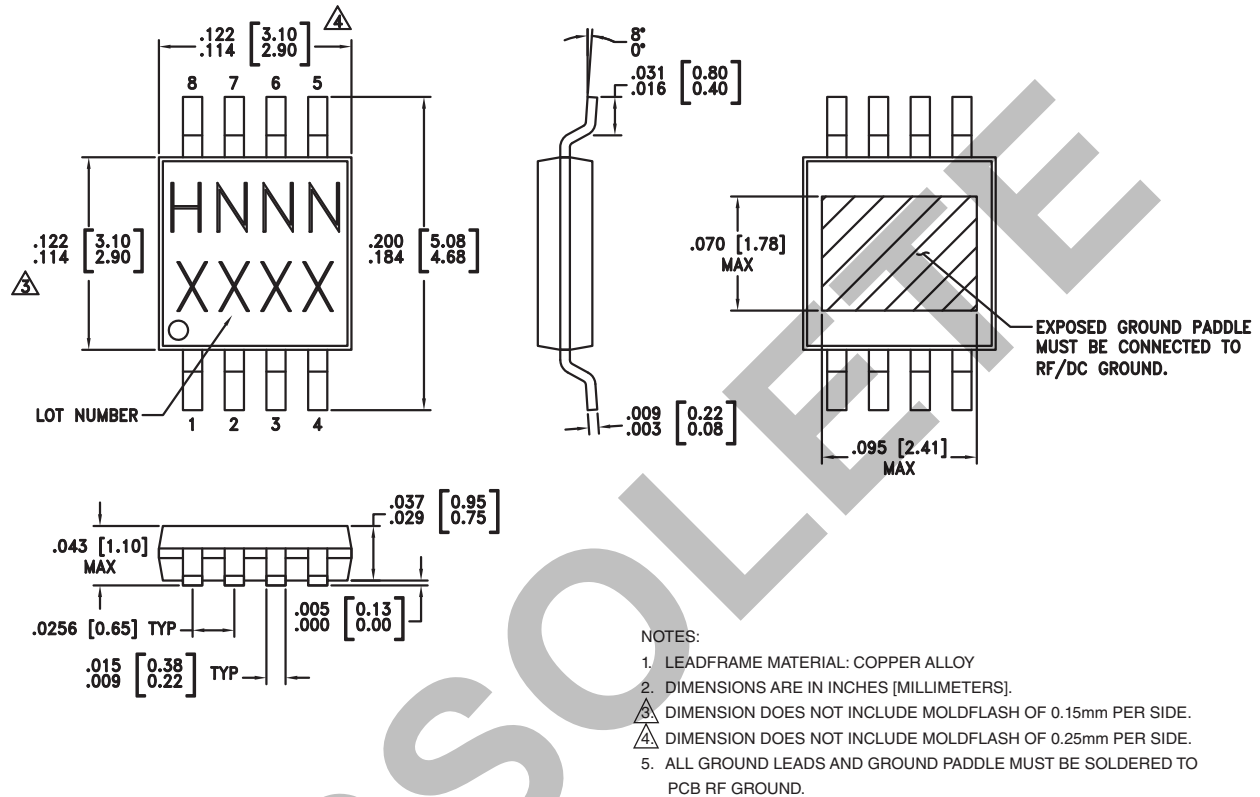 .122 [3.10]
.114 [2.90]
4
8 7 6 5
HNNN
XXXX
.122 [3.10]
.114 [2.90]
3
.200 [5.08]
.184 [4.68]
LOT NUMBER
1 2 3 4
8°
0°
.031 [0.80]
.016 [0.40]
.009 [0.22]
.003 [0.08]
.070 [1.78]
MAX
EXPOSED GROUND PADDLE
MUST BE CONNECTED TO
RF/DC GROUND.
.095 [2.41]
MAX
.037 [0.95]
.029 [0.75]
.043 [1.10]
MAX
.005 [0.13]
.000 [0.00]
.0256 [0.65] TYP
.015 [0.38]
.009 [0.22] TYP
NOTES:
1. LEADFRAME MATERIAL: COPPER ALLOY
2. DIMENSIONS ARE IN INCHES [MILLIMETERS].
3. DIMENSION DOES NOT INCLUDE MOLDFLASH OF 0.15mm PER SIDE.
4. DIMENSION DOES NOT INCLUDE MOLDFLASH OF 0.25mm PER SIDE.
5. ALL GROUND LEADS AND GROUND PADDLE MUST BE SOLDERED TO
PCB RF GROUND.